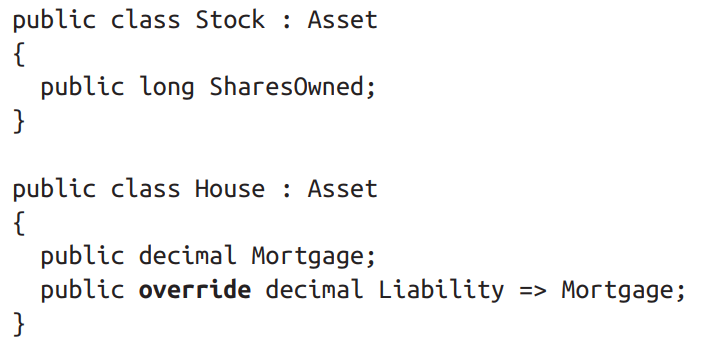 public class Stock : Asset
{
  public long SharesOwned;
}

public class House : Asset
{
  public decimal Mortgage;
  public override decimal Liability => Mortgage;
}